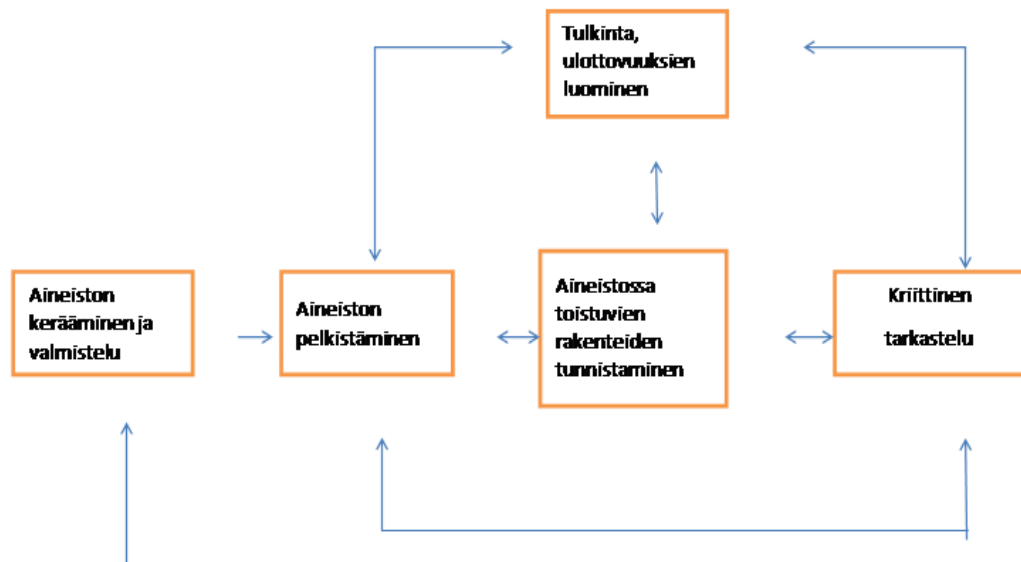 Tulkinta,
ulottovuuksien
luominen
Aineiston
kerääminen ja
valmistelu
Aineiston
pelkistäminen
Aineistossa
toistuvien
rakenteiden
tunnistaminen
Kriittinen
tarkastelu